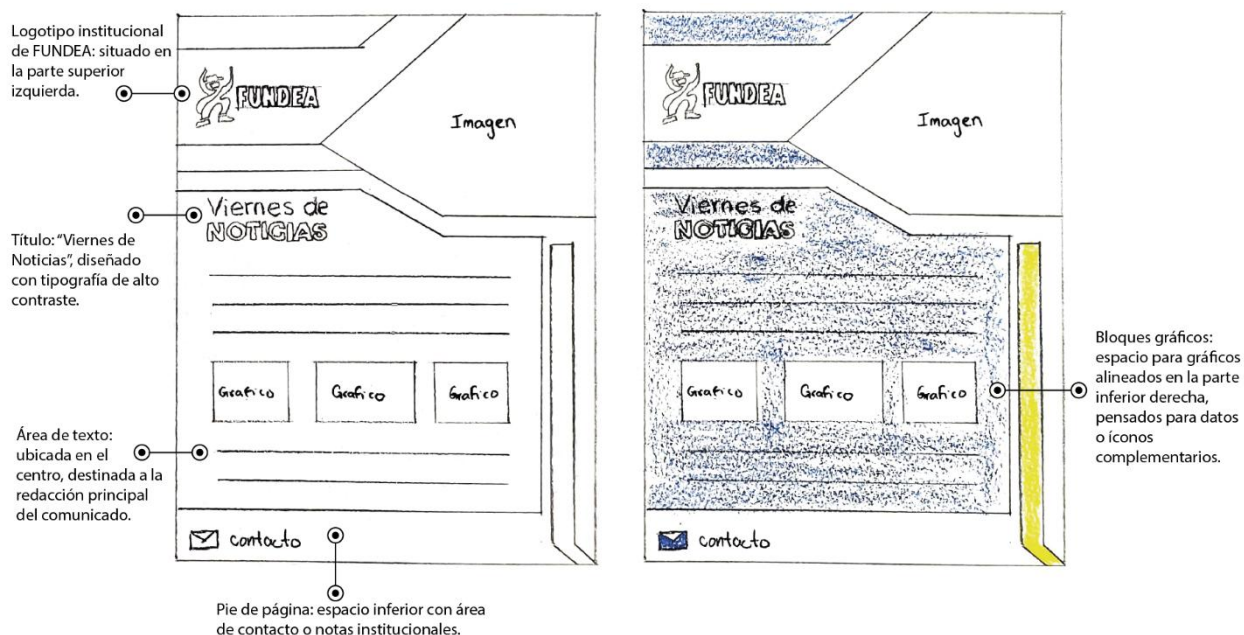 Logotipo institucional
de FUNDEA: situado en
la parte superior
izquierda.
FUNDEA
Imagen
Viernes de
NOTICIAS
Título: “Viernes de
Noticias”, diseñado
con tipografía de alto
contraste.
Grafico
Grafico
Grafico
Área de texto:
ubicada en el
centro, destinada a la
redacción principal
del comunicado.
contacto
Pie de página: espacio inferior con área
de contacto o notas institucionales.
FUNDEA
Imagen
Viernes de
NOTICIAS
Grafico
Grafico
Grafico
contacto
Bloques gráficos:
espacio para gráficos
alineados en la parte
inferior derecha,
pensados para datos
o íconos
complementarios.